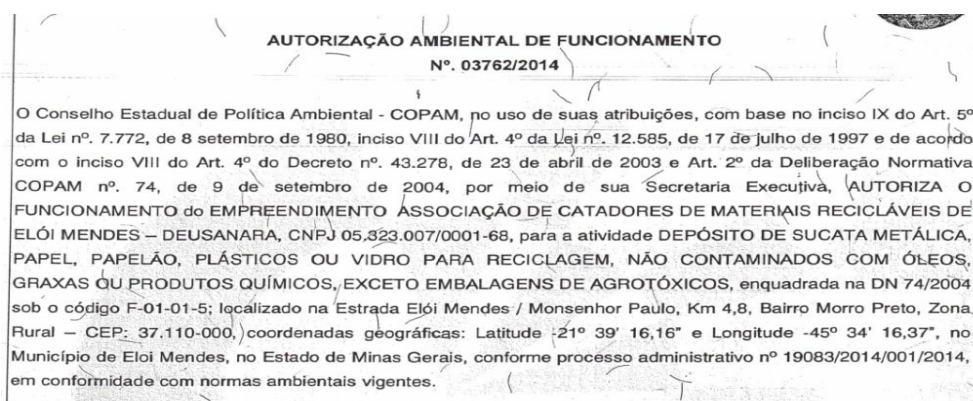 AUTORIZAÇÃO AMBIENTAL DE FUNCIONAMENTO
Nº. 03762/2014
O Conselho Estadual de Política Ambiental - COPAM, no uso de suas atribuições, com base no inciso IX do Art. 5º
da Lei nº. 7.772, de 8 setembro de 1980, inciso VIII do Art. 4º da Lei nº. 12.585, de 17 de julho de 1997 e de acordo
com o inciso VIII do Art. 4º do Decreto nº. 43.278, de 23 de abril de 2003 e Art. 2º da Deliberação Normativa
COPAM nº. 74, de 9 de setembro de 2004, por meio de sua Secretaria Executiva, AUTORIZA O
FUNCIONAMENTO do EMPREENDIMENTO ASSOCIAÇÃO DE CATADORES DE MATERIAIS RECICLÁVEIS DE
ELÓI MENDES – DEUSANARA, CNPJ 05.323.007/0001-68, para a atividade DEPÓSITO DE SUCATA METÁLICA,
PAPEL, PAPELÃO, PLÁSTICOS OU VIDRO PARA RECICLAGEM, NÃO CONTAMINADOS COM ÓLEOS,
GRAXAS OU PRODUTOS QUÍMICOS, EXCETO EMBALAGENS DE AGROTÓXICOS, enquadrada na DN 74/2004
sob o código F-01-01-5; localizado na Estrada Elói Mendes / Monsenhor Paulo, Km 4,8, Bairro Morro Preto, Zona
Rural – CEP: 37.110-000, coordenadas geográficas: Latitude -21º 39' 16,16" e Longitude -45º 34' 16,37", no
Município de Eloi Mendes, no Estado de Minas Gerais, conforme processo administrativo nº 19083/2014/001/2014,
em conformidade com normas ambientais vigentes.